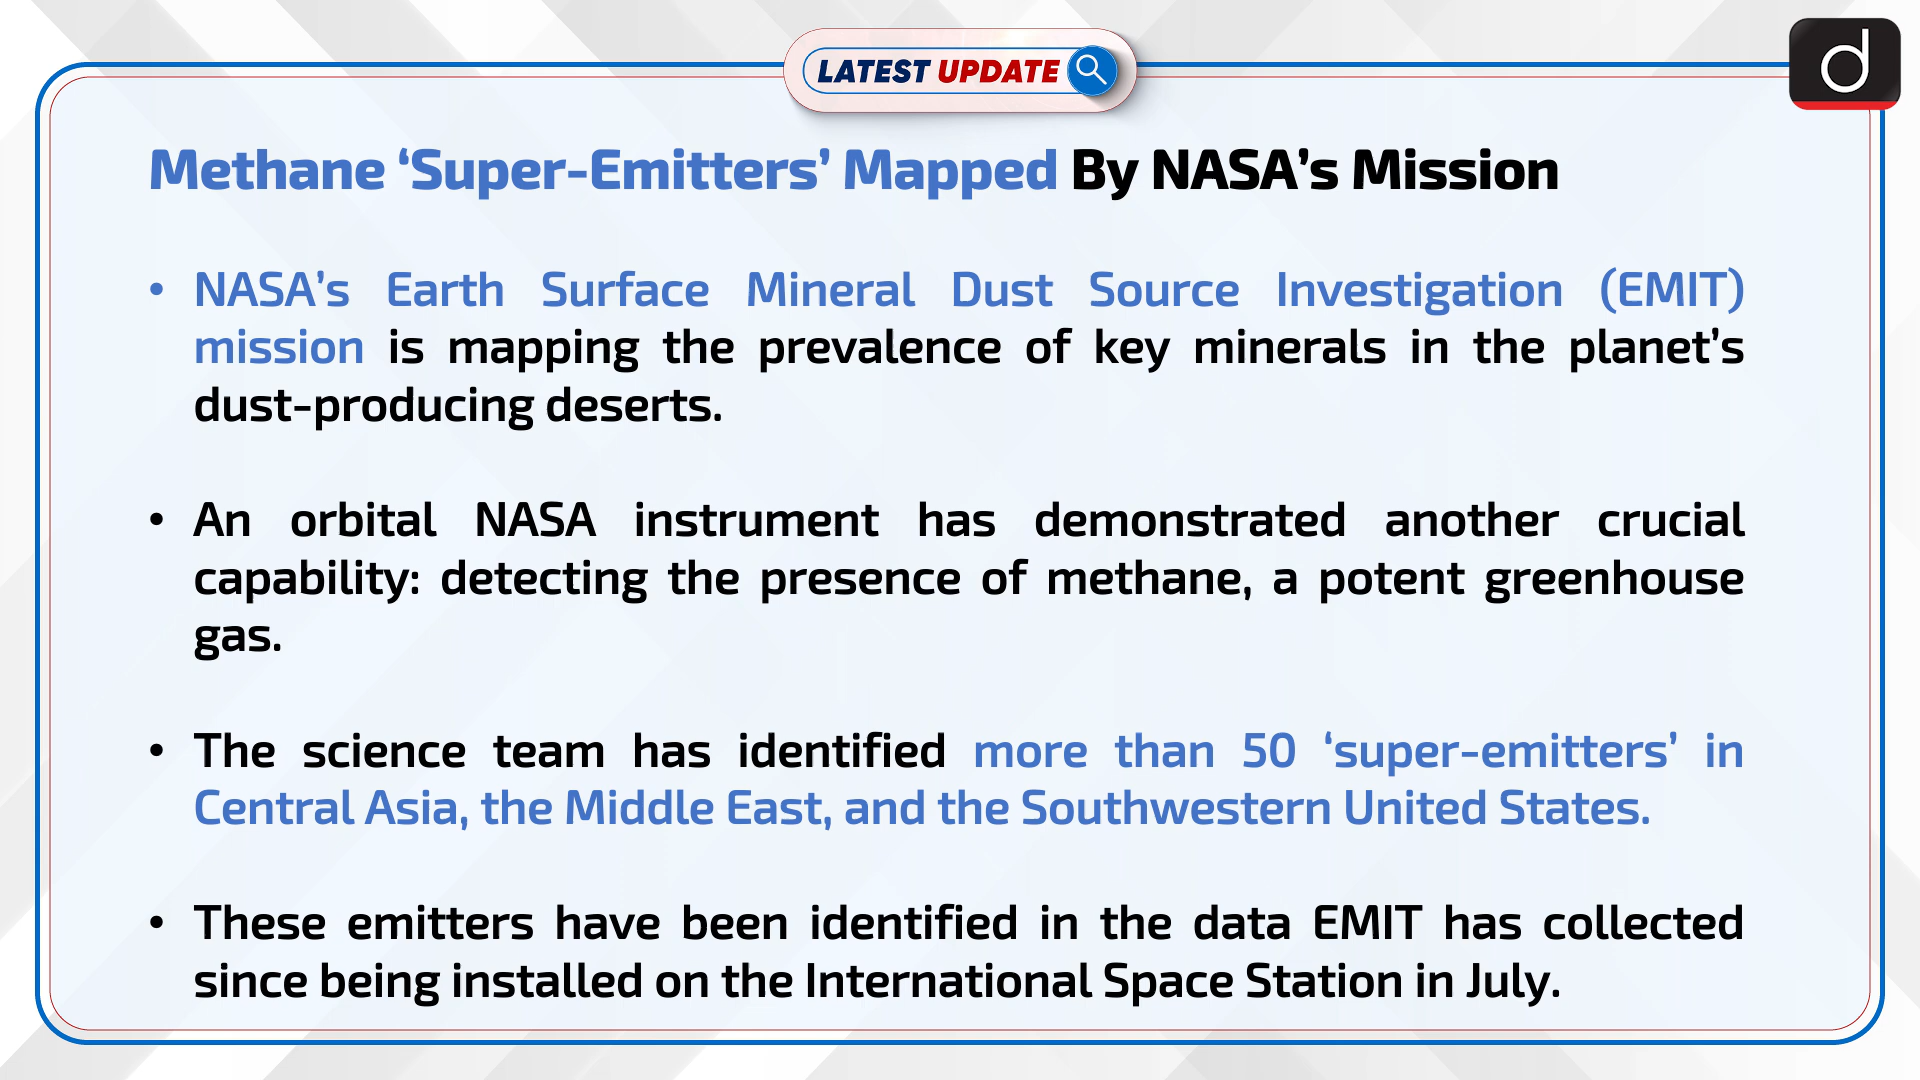 LATEST UPDATE
d
Methane ‘Super-Emitters’ Mapped By NASA’s Mission
• NASA’s Earth Surface Mineral Dust Source Investigation (EMIT)
mission is mapping the prevalence of key minerals in the planet’s
dust-producing deserts.
• An orbital NASA instrument has demonstrated another crucial
capability: detecting the presence of methane, a potent greenhouse
gas.
• The science team has identified more than 50 ‘super-emitters’ in
Central Asia, the Middle East, and the Southwestern United States.
• These emitters have been identified in the data EMIT has collected
since being installed on the International Space Station in July.